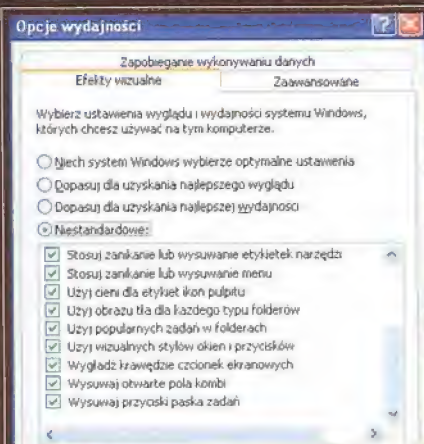 Opcje wydajności
Zapobieganie wykonywaniu danych
Efekty wizualne
Zaawansowane
Wybierz ustawienia wyglądu i wydajności systemu Windows,
których chcesz używać na tym komputerze.
Niech system Windows wybierze optymalne ustawienia
Dopasuj dla uzyskania najlepszego wyglądu
Dopasuj dla uzyskania najlepszej wydajności
Niestandardowe:
Stosuj zanikanie lub wysuwanie etykietek narzędzi
Stosuj zanikanie lub wysuwanie menu
Użyj cieni dla etykiet ikon pulpitu
Użyj obrazu tła dla każdego typu folderów
Użyj popularnych zadań w folderach
Użyj wizualnych stylów okien i przycisków
Wygładź krawędzie czcionek ekranowych
Wysuwaj otwarte pola kombi
Wysuwaj przyciski paska zadań